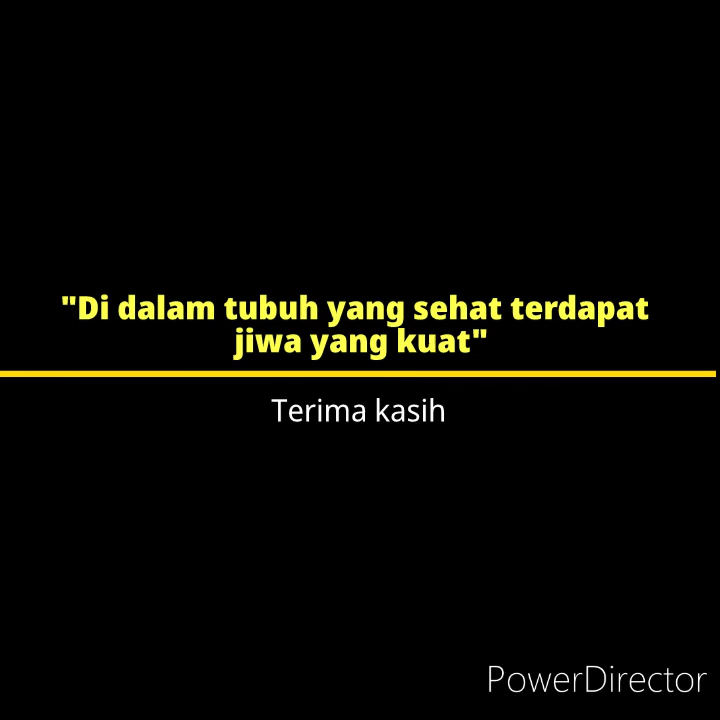 "Di dalam tubuh yang sehat terdapat
jiwa yang kuat"
Terima kasih
PowerDirector